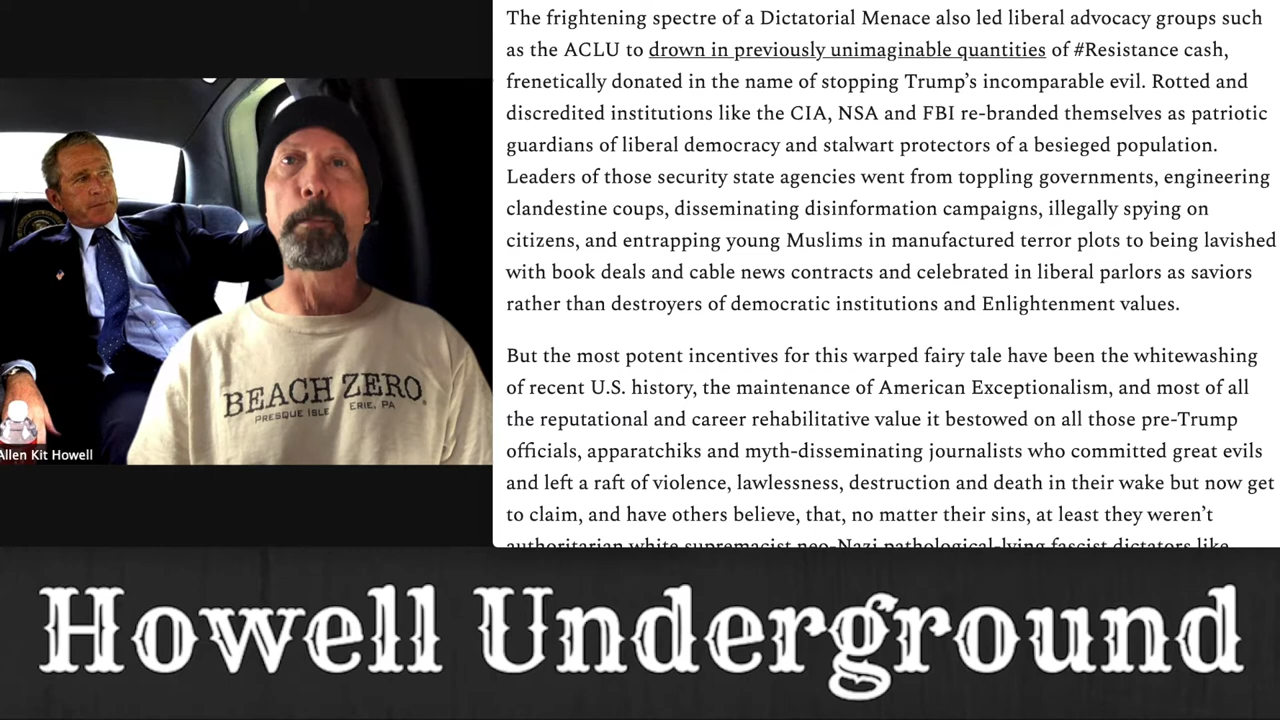 The frightening spectre of a Dictatorial Menace also led liberal advocacy groups such
as the ACLU to drown in previously unimaginable quantities of #Resistance cash,
frenetically donated in the name of stopping Trump’s incomparable evil. Rotted and
discredited institutions like the CIA, NSA and FBI re-branded themselves as patriotic
guardians of liberal democracy and stalwart protectors of a besieged population.
Leaders of those security state agencies went from toppling governments, engineering
clandestine coups, disseminating disinformation campaigns, illegally spying on
citizens, and entrapping young Muslims in manufactured terror plots to being lavished
with book deals and cable news contracts and celebrated in liberal parlors as saviors
rather than destroyers of democratic institutions and Enlightenment values.
But the most potent incentives for this warped fairy tale have been the whitewashing
of recent U.S. history, the maintenance of American Exceptionalism, and most of all
the reputational and career rehabilitative value it bestowed on all those pre-Trump
officials, apparatchiks and myth-disseminating journalists who committed great evils
and left a raft of violence, lawlessness, destruction and death in their wake but now get
to claim, and have others believe, that, no matter their sins, at least they weren’t
authoritarian white supremacist neo-Nazi pathological-lying fascist dictators like
BEACH ZERO.
PRESQUE ISLE ERIE, PA
Allen Kit Howell
Howell Underground